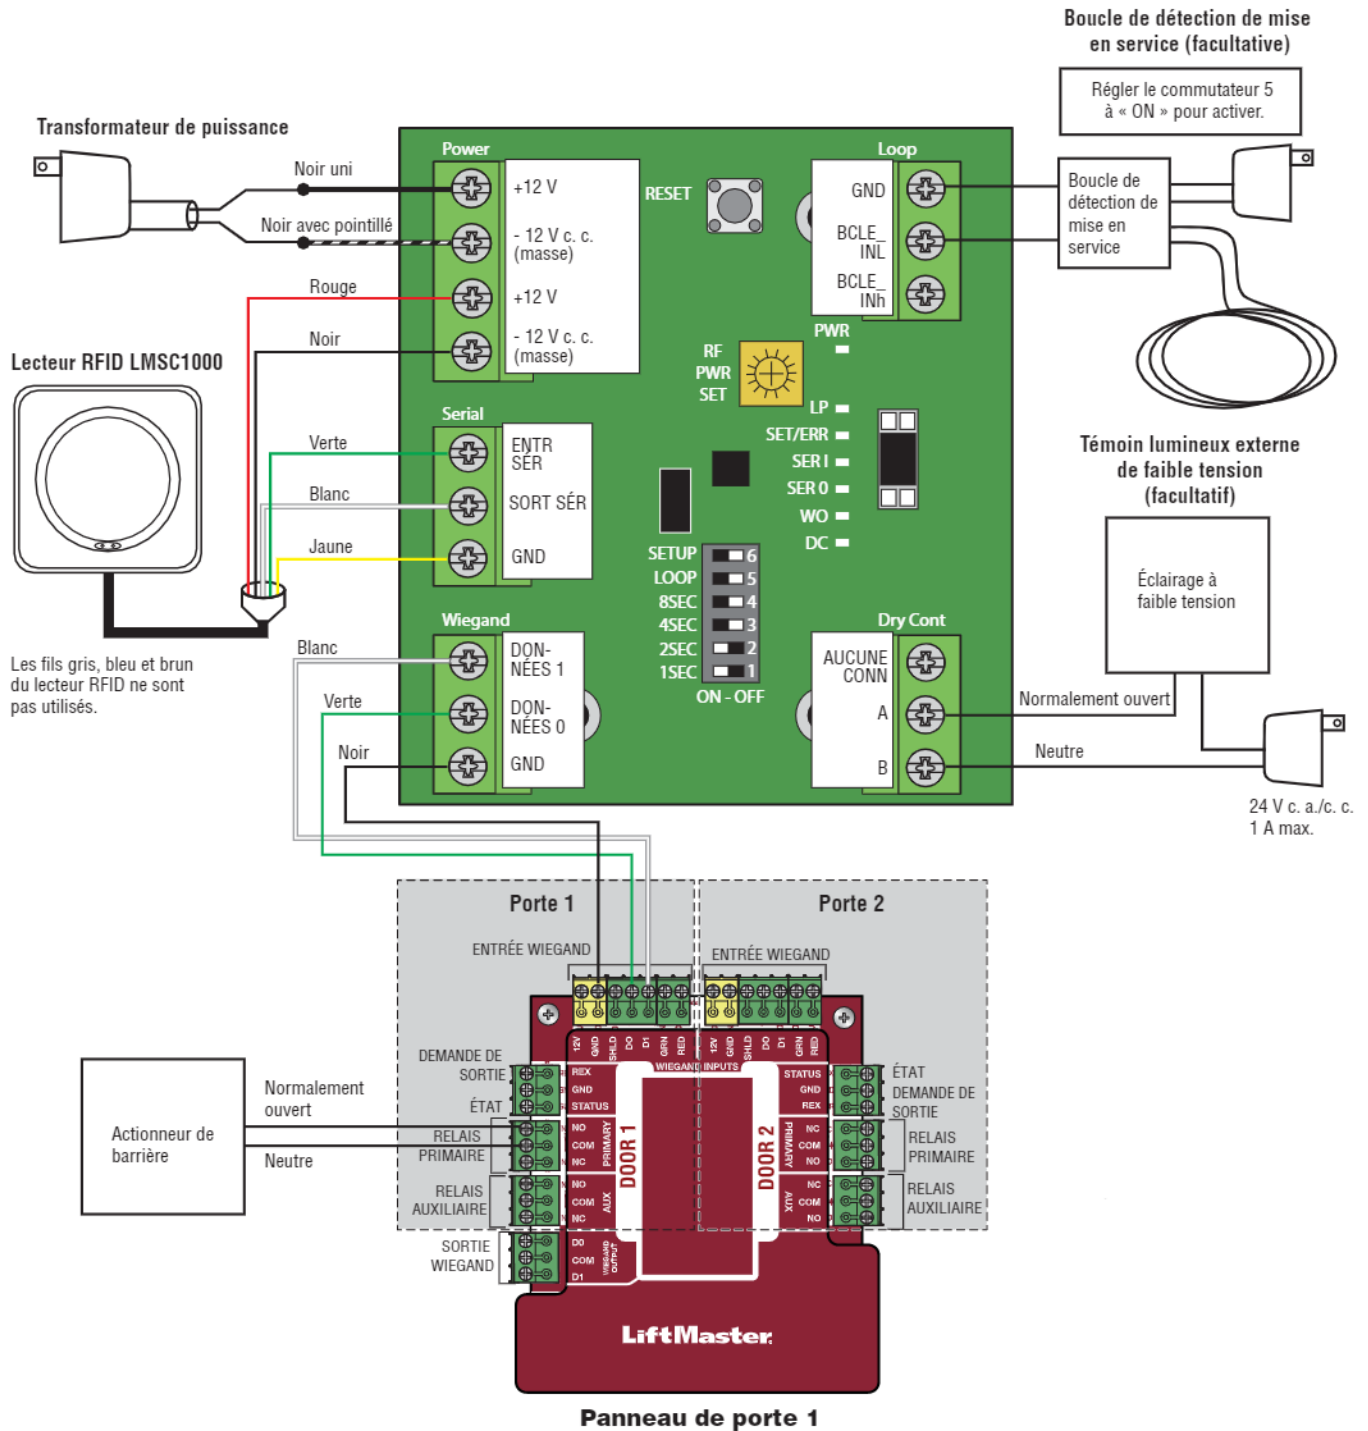 Boucle de détection de mise
en service (facultative)
Régler le commutateur 5
à « ON » pour activer.
Transformateur de puissance
Noir uni
Noir avec pointillé
Rouge
Noir
Power
+12 V
- 12 V c. c.
(masse)
+12 V
- 12 V c. c.
(masse)
RESET
Loop
GND
BCLE_
INL
BCLE_
INh
Boucle de
détection de
mise en
service
PWR
RF
PWR
SET
LP
SET/ERR
SER I
SER 0
WO
DC
Lecteur RFID LMSC1000
Verte
Blanc
Jaune
Serial
ENTR
SÉR
SORT SÉR
GND
Témoin lumineux externe
de faible tension
(facultatif)
Éclairage à
faible tension
SETUP 6
LOOP 5
8SEC 4
4SEC 3
2SEC 2
1SEC 1
ON - OFF
Les fils gris, bleu et brun
du lecteur RFID ne sont
pas utilisés.
Blanc
Verte
Noir
Wiegand
DON-
NÉES 1
DON-
NÉES 0
GND
Dry Cont
AUCUNE
CONN
A
B
Normalement ouvert
Neutre
24 V c. a./c. c.
1 A max.
Porte 1
Porte 2
ENTRÉE WIEGAND
ENTRÉE WIEGAND
12V
GND
SHLD
DO
D1
GRN
RED
12V
GND
SHLD
DO
D1
GRN
RED
WIEGAND INPUTS
DEMANDE DE
SORTIE
ÉTAT
REX
GND
STATUS
STATUS
GND
REX
ÉTAT
DEMANDE DE
SORTIE
Actionneur de
barrière
Normalement
ouvert
Neutre
RELAIS
PRIMAIRE
NO
COM
NC
PRIMARY
DOOR 1
DOOR 2
PRIMARY
NC
COM
NO
RELAIS
PRIMAIRE
RELAIS
AUXILIAIRE
NO
COM
NC
AUX
AUX
NC
COM
NO
RELAIS
AUXILIAIRE
SORTIE
WIEGAND
D0
COM
D1
WIEGAND
OUTPUT
LiftMaster.
Panneau de porte 1